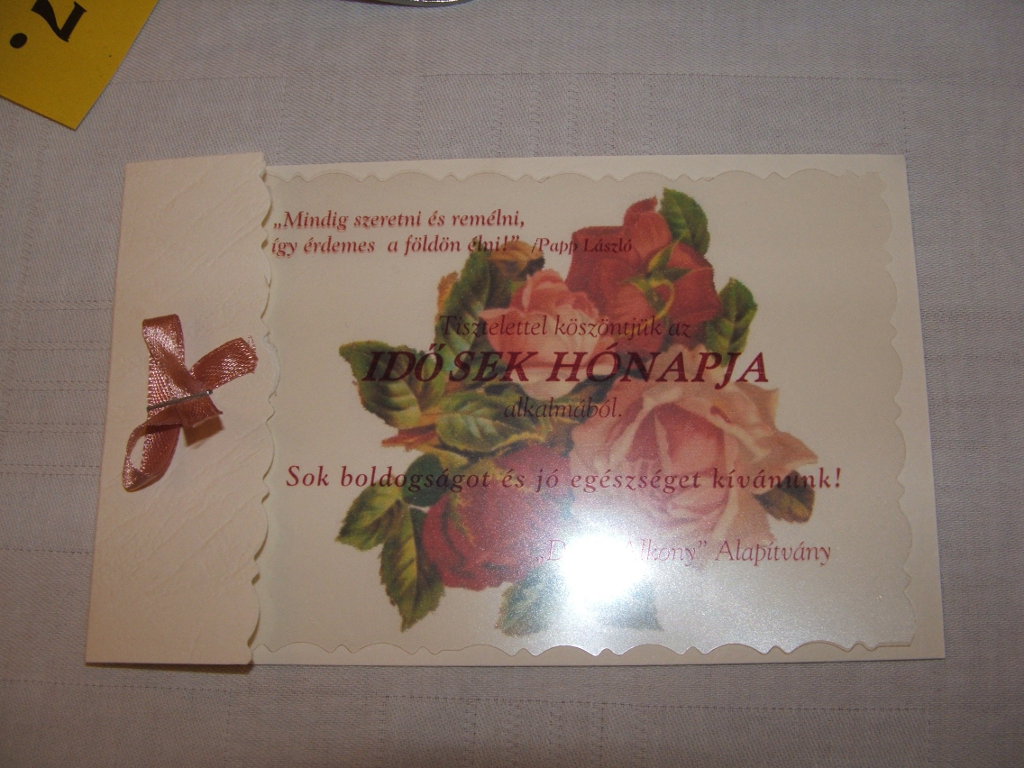 „Mindig szeretni és remélni,
így érdemes a földön élni!” /Papp László
Tisztelettel köszöntjük az
IDŐSEK HÓNAPJA
alkalmából.
Sok boldogságot és jó egészséget kívánunk!
Alapítvány